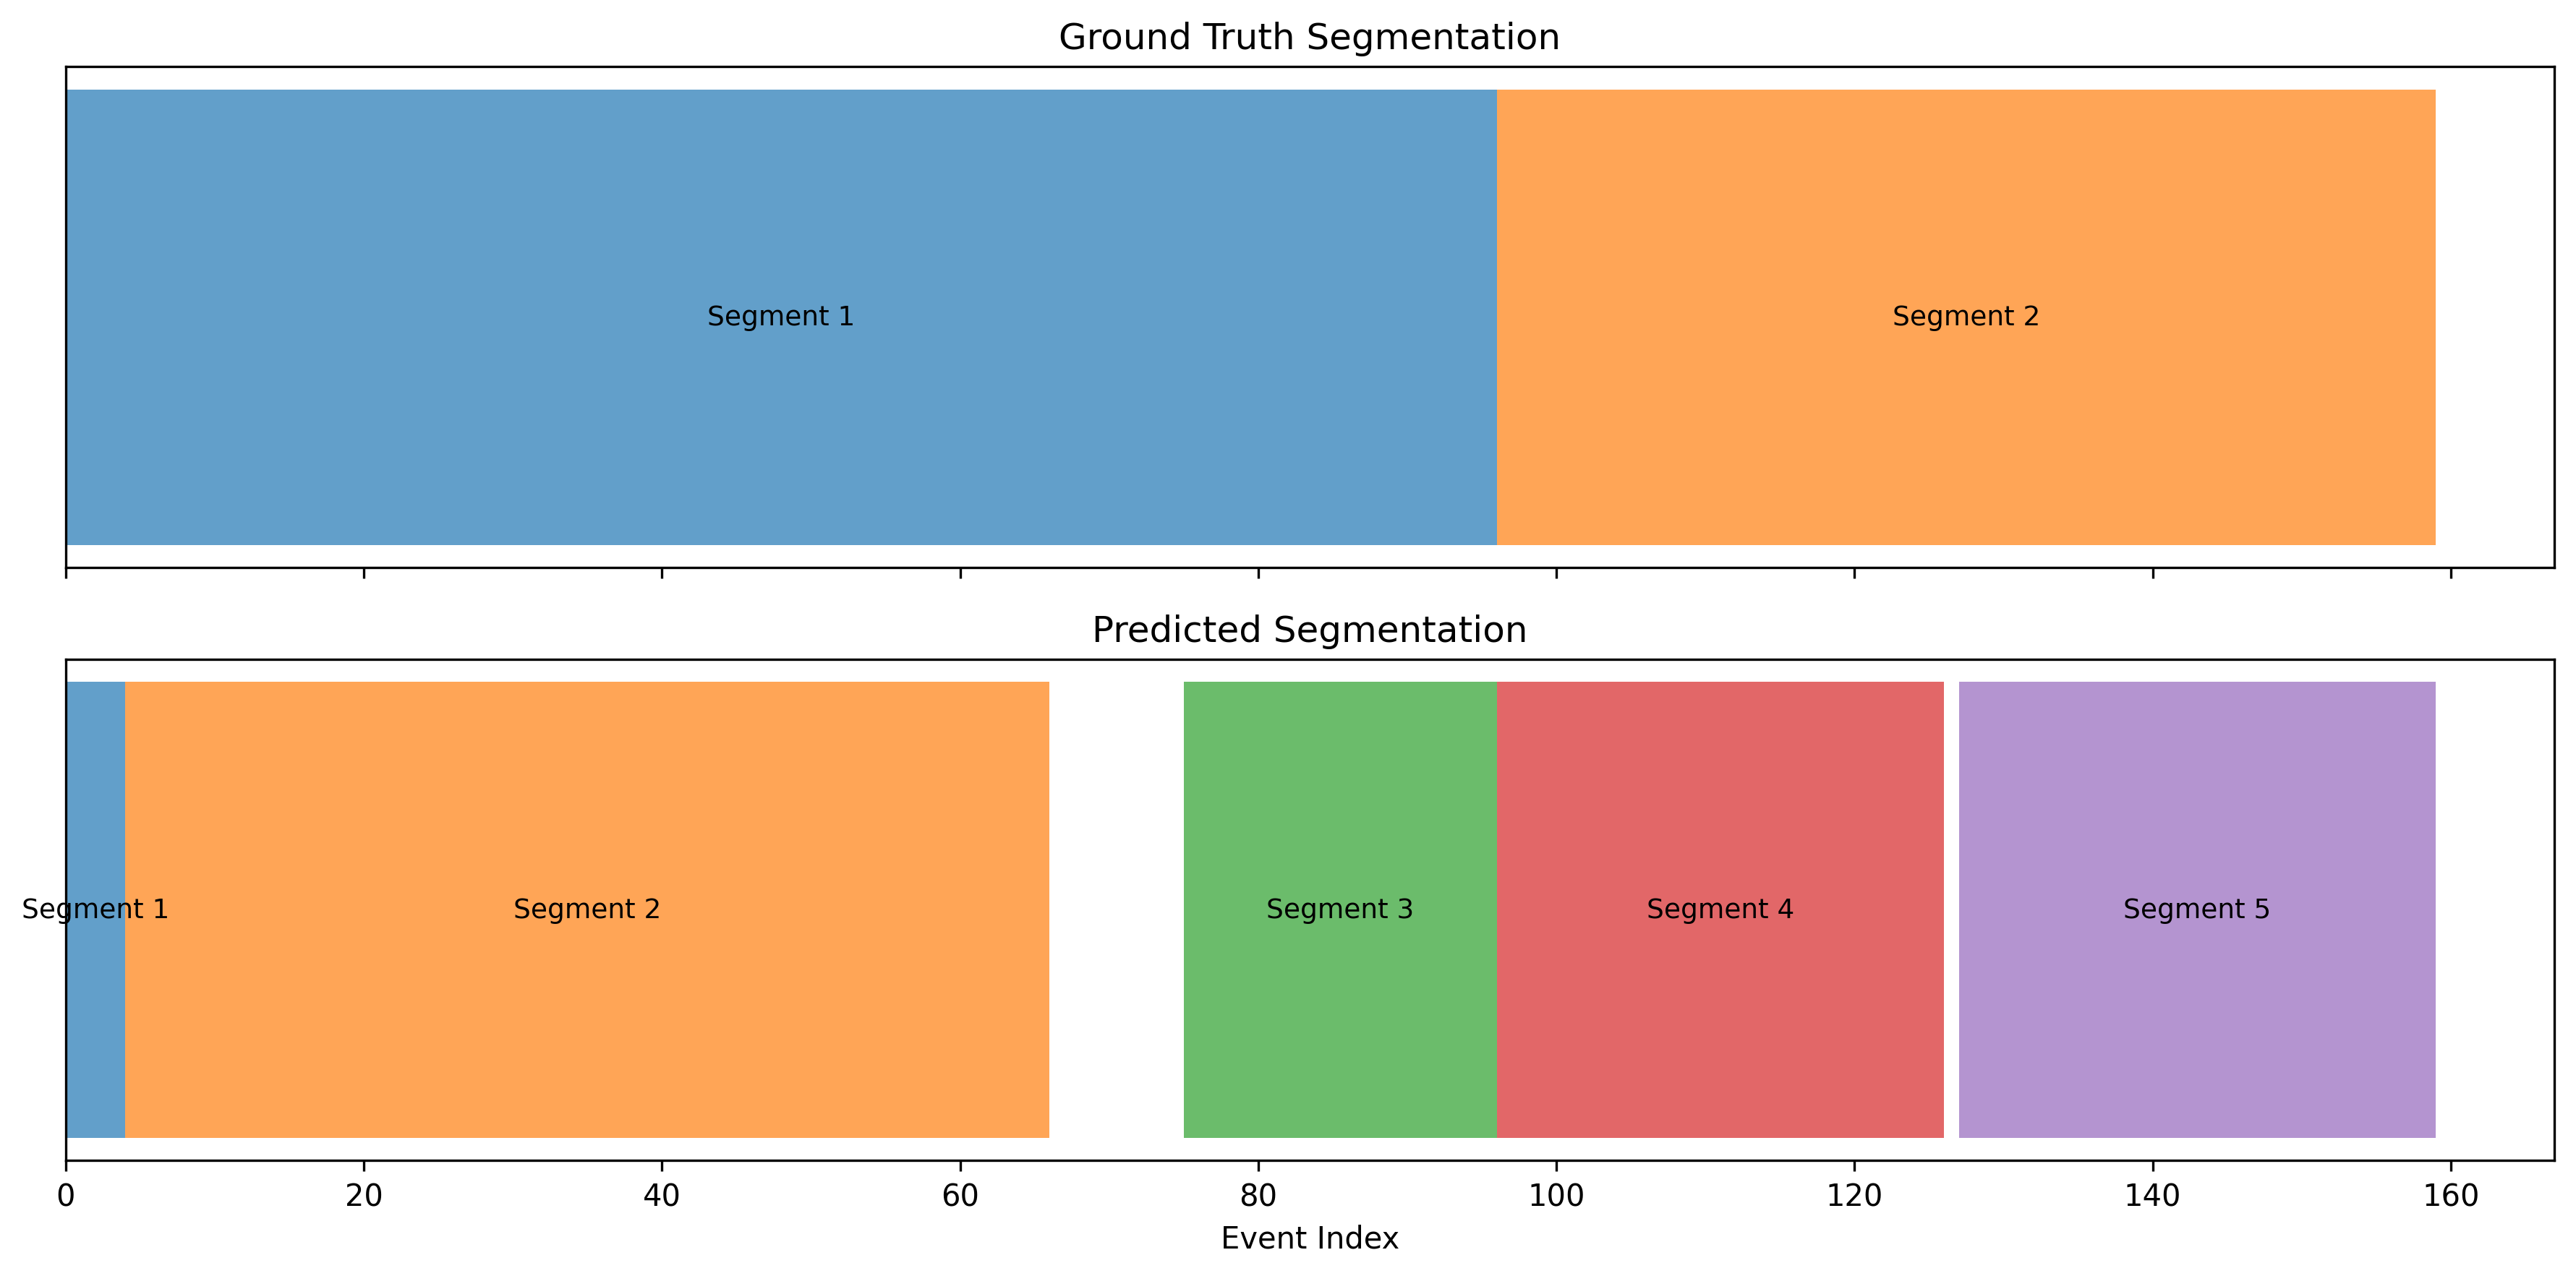 Ground Truth Segmentation
Segment 1 Segment 2
Predicted Segmentation
Segment 1 Segment 2 Segment 3 Segment 4 Segment 5
0 20 40 60 80 100 120 140 160
Event Index